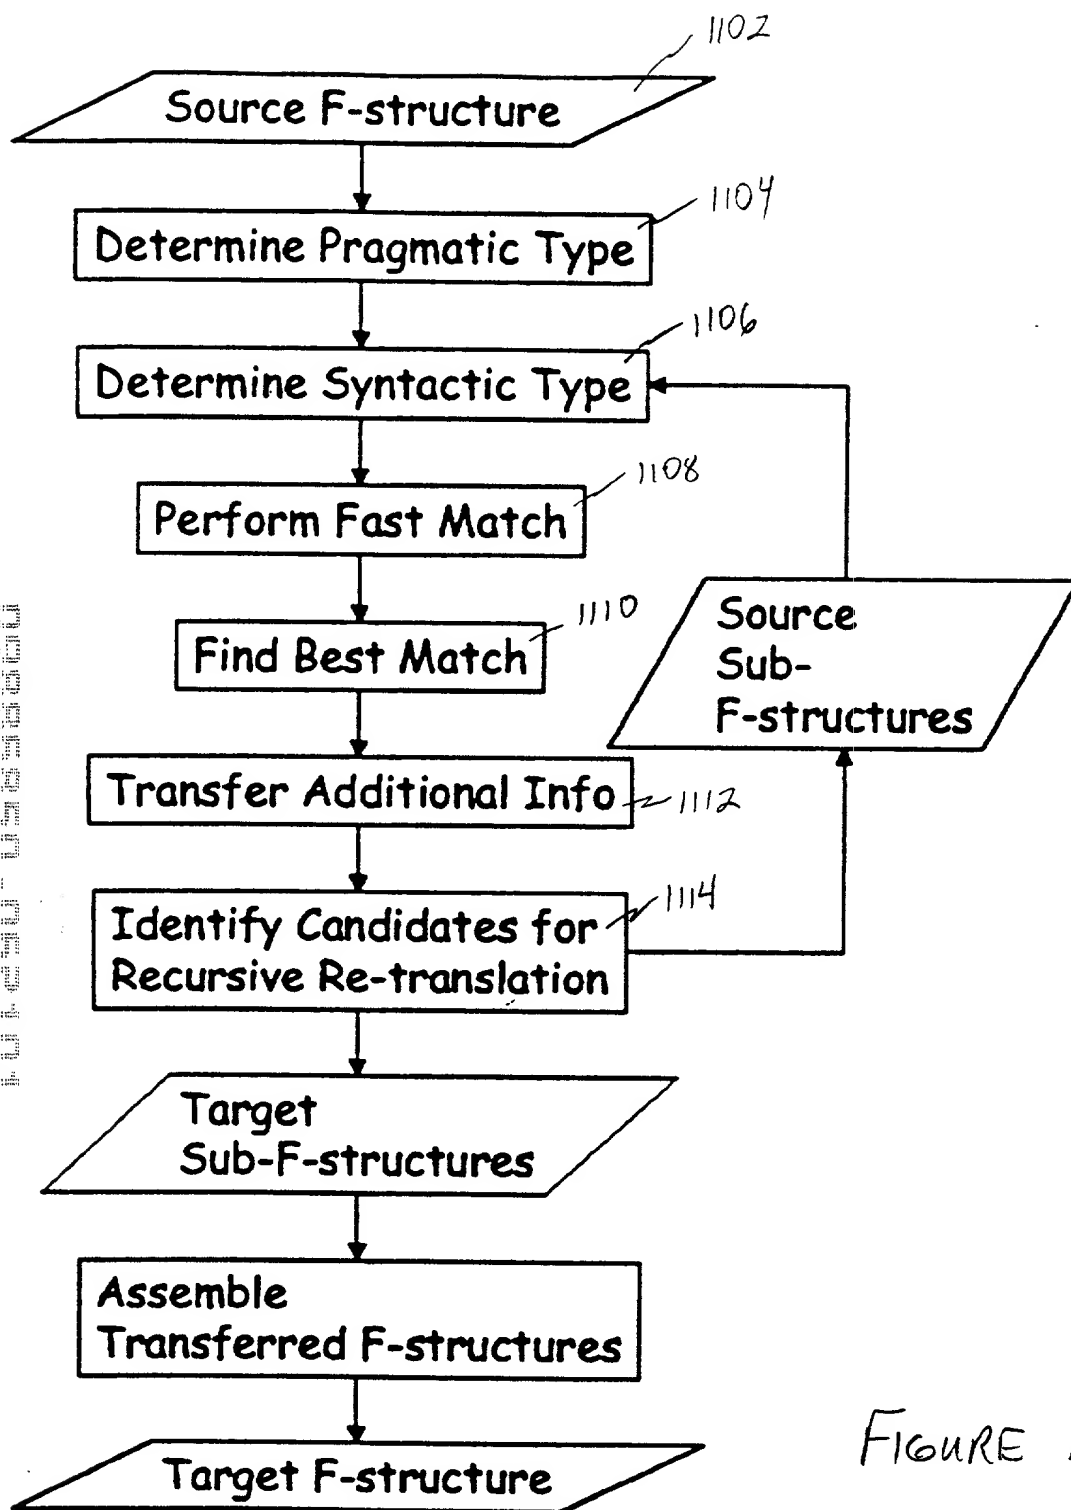 1102
Source F-structure
1104
Determine Pragmatic Type
1106
Determine Syntactic Type
1108
Perform Fast Match
1110
Find Best Match
Source
Sub-
F-structures
Transfer Additional Info
1112
1114
Identify Candidates for
Recursive Re-translation
Target
Sub-F-structures
Assemble
Transferred F-structures
Target F-structure
FIGURE